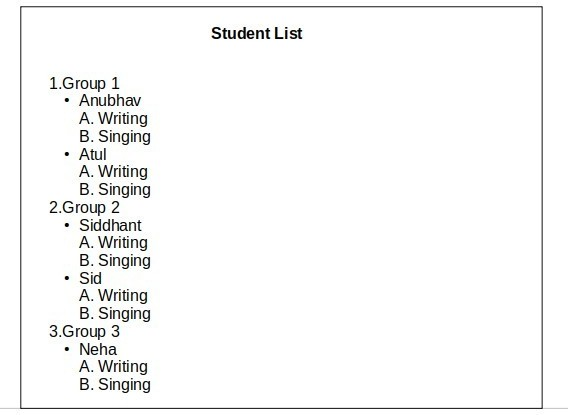 Student List
1.Group 1
• Anubhav
A. Writing
B. Singing
• Atul
A. Writing
B. Singing
2.Group 2
• Siddhant
A. Writing
B. Singing
• Sid
A. Writing
B. Singing
3.Group 3
• Neha
A. Writing
B. Singing